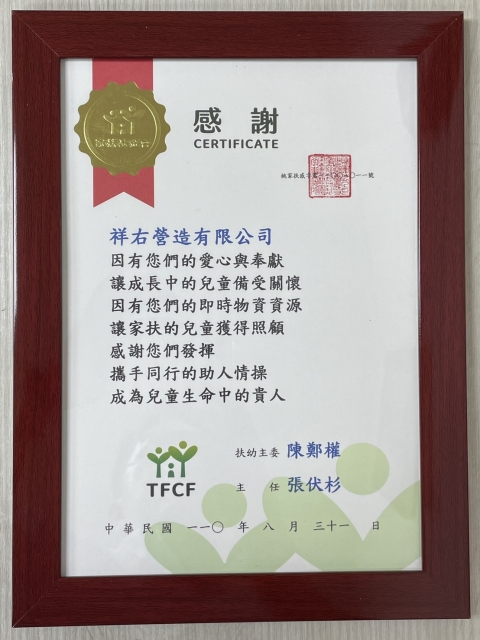 感謝
CERTIFICATE
祥右營造有限公司
因有您們的愛心與奉獻
讓成長中的兒童備受關懷
因有您們的即時物資資源
讓家扶的兒童獲得照顧
感謝您們發揮
攜手同行的助人情操
成為兒童生命中的貴人
TFCF
扶幼主委 陳鄭權
主任 張伏杉
中華民國 一一〇 年 八 月 三十一 日